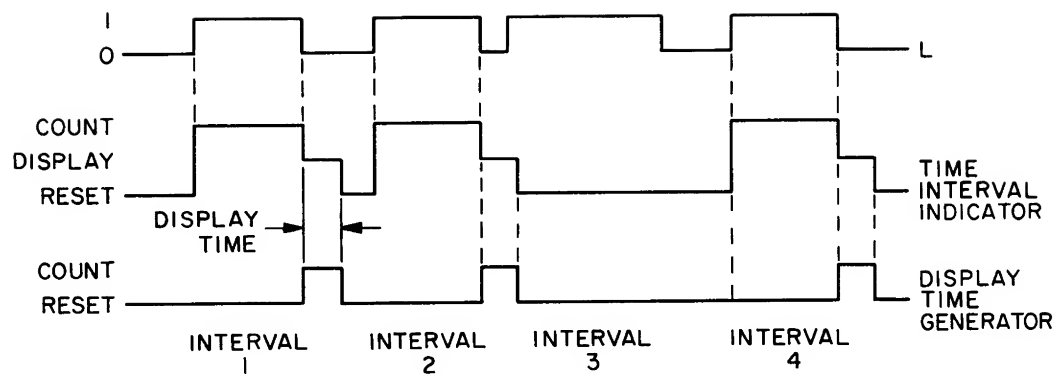 1
0
L
COUNT
DISPLAY
RESET
TIME
INTERVAL
INDICATOR
DISPLAY
TIME
COUNT
RESET
DISPLAY
TIME
GENERATOR
INTERVAL
1
INTERVAL
2
INTERVAL
3
INTERVAL
4